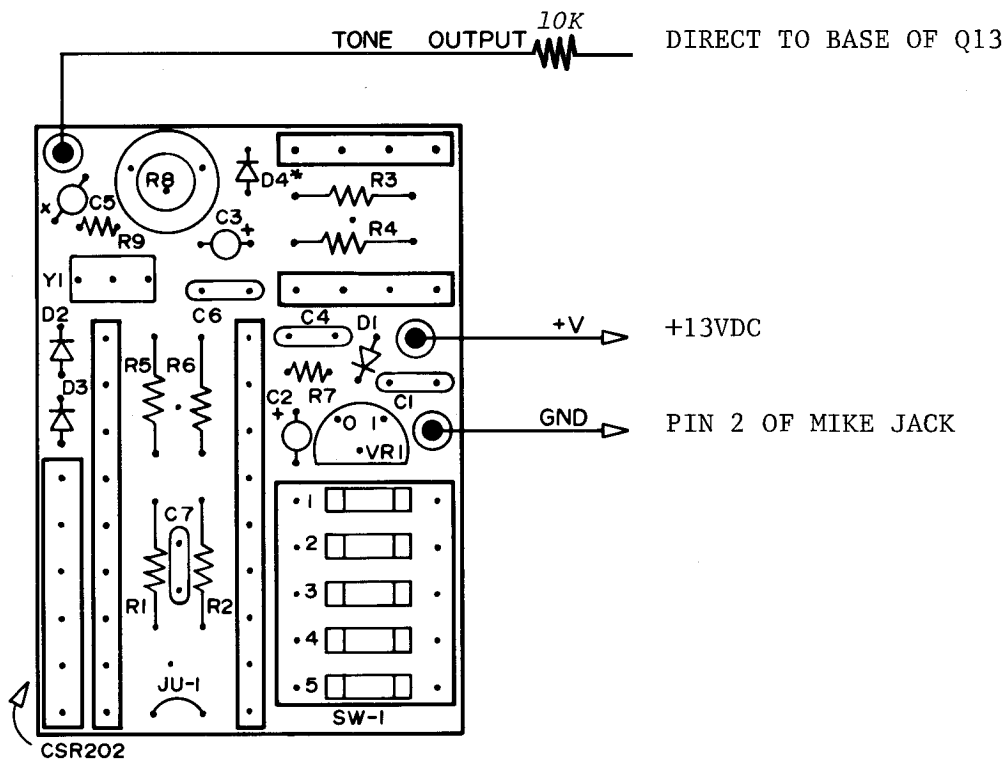 10K
TONE OUTPUT DIRECT TO BASE OF Q13
R8
D4*
R3
X
C5
C3
+
R4
R9
Y1
C6
C4
D1
+V +13VDC
D2
R5
R6
D3
R7
C1
C2
+
O I
GND PIN 2 OF MIKE JACK
VR1
1
C7
2
3
R1
R2
4
JU-1
5
SW-1
CSR202